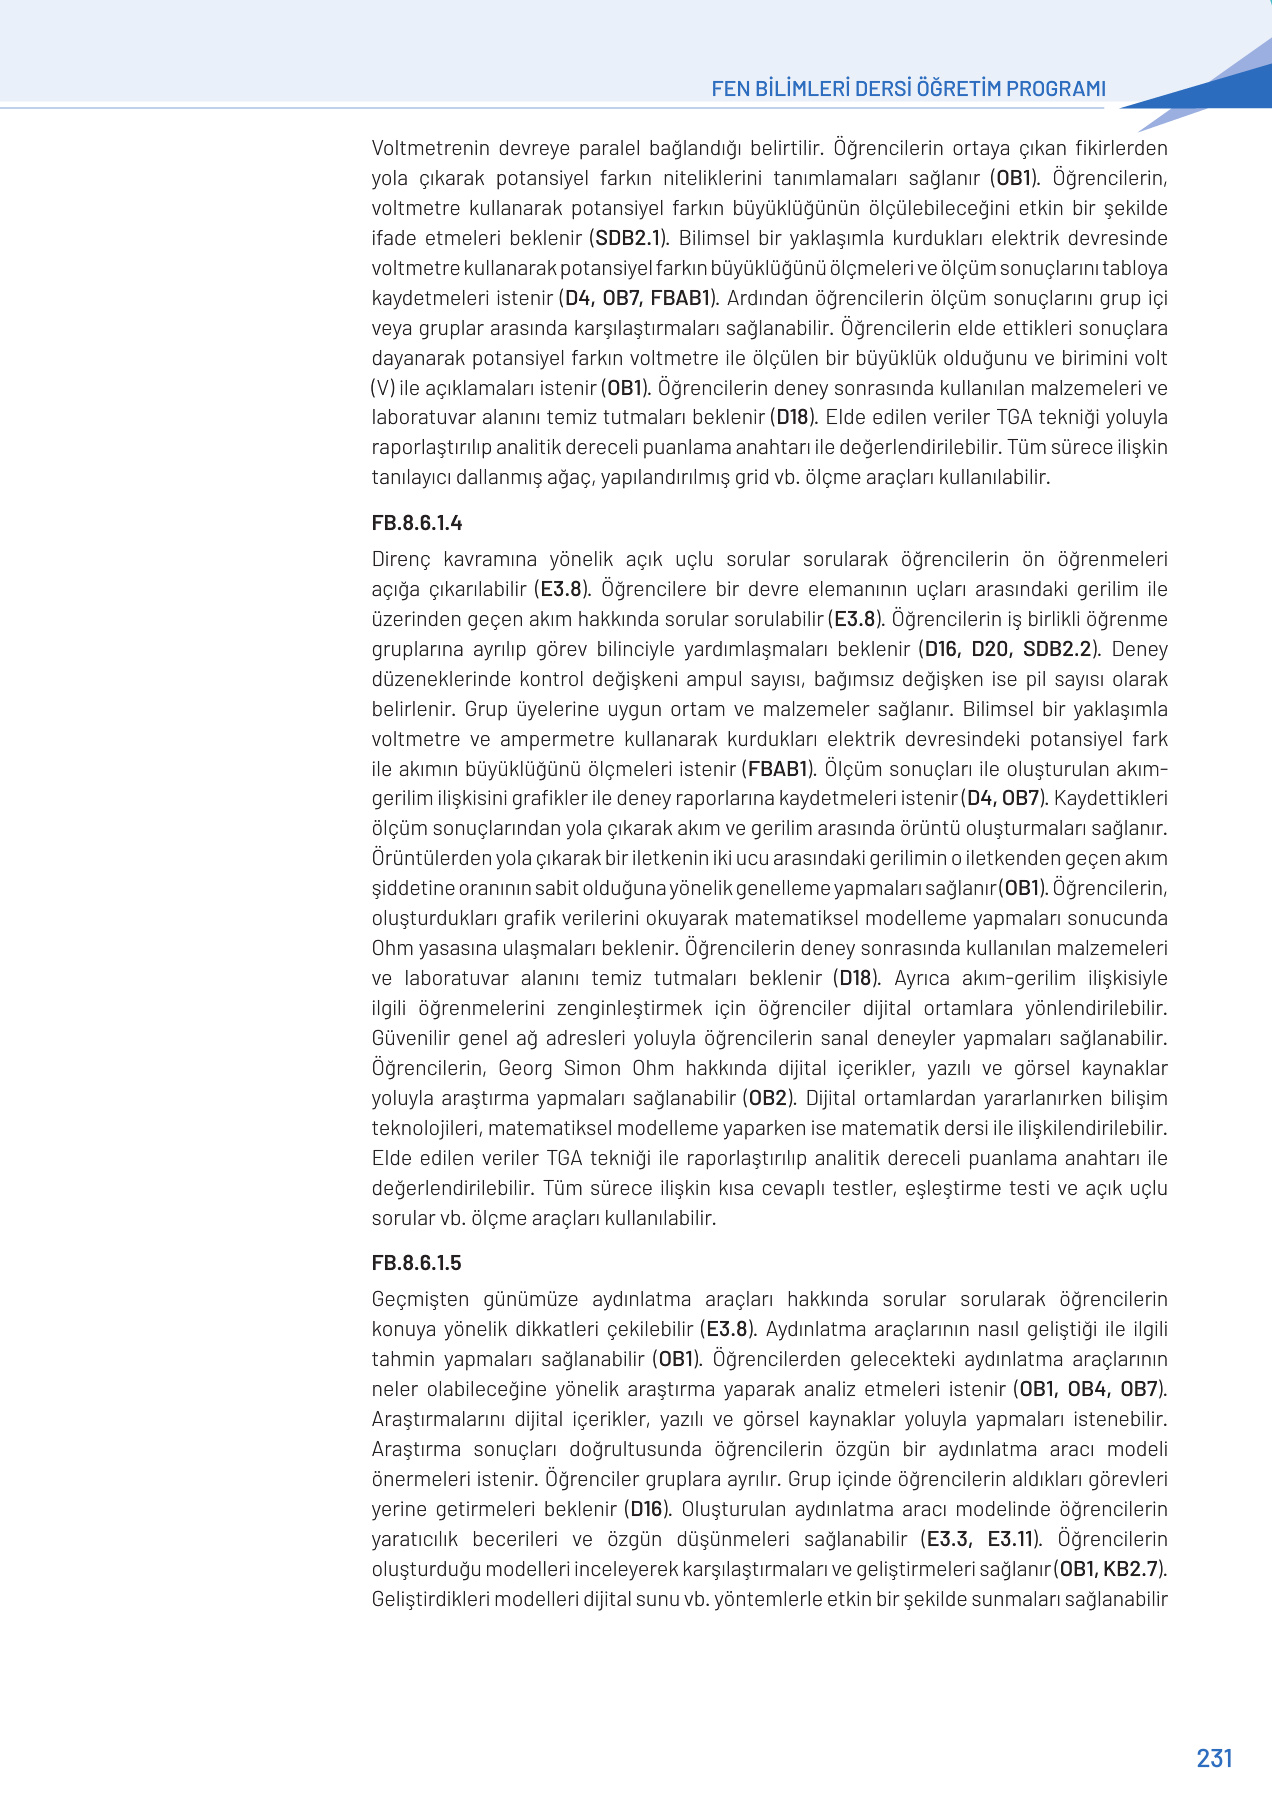 FEN BİLİMLERİ DERSİ ÖĞRETİM PROGRAMI
Voltmetrenin devreye paralel bağlandığı belirtilir. Öğrencilerin ortaya çıkan fikirlerden
yola çıkarak potansiyel farkın niteliklerini tanımlamaları sağlanır (OB1). Öğrencilerin,
voltmetre kullanarak potansiyel farkın büyüklüğünün ölçülebileceğini etkin bir şekilde
ifade etmeleri beklenir (SDB2.1). Bilimsel bir yaklaşımla kurdukları elektrik devresinde
voltmetre kullanarak potansiyel farkın büyüklüğünü ölçmeleri ve ölçüm sonuçlarını tabloya
kaydetmeleri istenir (D4, OB7, FBAB1). Ardından öğrencilerin ölçüm sonuçlarını grup içi
veya gruplar arasında karşılaştırmaları sağlanabilir. Öğrencilerin elde ettikleri sonuçlara
dayanarak potansiyel farkın voltmetre ile ölçülen bir büyüklük olduğunu ve birimini volt
(V) ile açıklamaları istenir (OB1). Öğrencilerin deney sonrasında kullanılan malzemeleri ve
laboratuvar alanını temiz tutmaları beklenir (D18). Elde edilen veriler TGA tekniği yoluyla
raporlaştırılıp analitik dereceli puanlama anahtarı ile değerlendirilebilir. Tüm sürece ilişkin
tanılayıcı dallanmış ağaç, yapılandırılmış grid vb. ölçme araçları kullanılabilir.
FB.8.6.1.4
Direnç kavramına yönelik açık uçlu sorular sorularak öğrencilerin ön öğrenmeleri
açığa çıkarılabilir (E3.8). Öğrencilere bir devre elemanının uçları arasındaki gerilim ile
üzerinden geçen akım hakkında sorular sorulabilir (E3.8). Öğrencilerin iş birlikli öğrenme
gruplarına ayrılıp görev bilinciyle yardımlaşmaları beklenir (D16, D20, SDB2.2). Deney
düzeneklerinde kontrol değişkeni ampul sayısı, bağımsız değişken ise pil sayısı olarak
belirlenir. Grup üyelerine uygun ortam ve malzemeler sağlanır. Bilimsel bir yaklaşımla
voltmetre ve ampermetre kullanarak kurdukları elektrik devresindeki potansiyel fark
ile akımın büyüklüğünü ölçmeleri istenir (FBAB1). Ölçüm sonuçları ile oluşturulan akım-
gerilim ilişkisini grafikler ile deney raporlarına kaydetmeleri istenir (D4, OB7). Kaydettikleri
ölçüm sonuçlarından yola çıkarak akım ve gerilim arasında örüntü oluşturmaları sağlanır.
Örüntülerden yola çıkarak bir iletkenin iki ucu arasındaki gerilimin o iletkenden geçen akım
şiddetine oranının sabit olduğuna yönelik genelleme yapmaları sağlanır (OB1). Öğrencilerin,
oluşturdukları grafik verilerini okuyarak matematiksel modelleme yapmaları sonucunda
Ohm yasasına ulaşmaları beklenir. Öğrencilerin deney sonrasında kullanılan malzemeleri
ve laboratuvar alanını temiz tutmaları beklenir (D18). Ayrıca akım-gerilim ilişkisiyle
ilgili öğrenmelerini zenginleştirmek için öğrenciler dijital ortamlara yönlendirilebilir.
Güvenilir genel ağ adresleri yoluyla öğrencilerin sanal deneyler yapmaları sağlanabilir.
Öğrencilerin, Georg Simon Ohm hakkında dijital içerikler, yazılı ve görsel kaynaklar
yoluyla araştırma yapmaları sağlanabilir (OB2). Dijital ortamlardan yararlanırken bilişim
teknolojileri, matematiksel modelleme yaparken ise matematik dersi ile ilişkilendirilebilir.
Elde edilen veriler TGA tekniği ile raporlaştırılıp analitik dereceli puanlama anahtarı ile
değerlendirilebilir. Tüm sürece ilişkin kısa cevaplı testler, eşleştirme testi ve açık uçlu
sorular vb. ölçme araçları kullanılabilir.
FB.8.6.1.5
Geçmişten günümüze aydınlatma araçları hakkında sorular sorularak öğrencilerin
konuya yönelik dikkatleri çekilebilir (E3.8). Aydınlatma araçlarının nasıl geliştiği ile ilgili
tahmin yapmaları sağlanabilir (OB1). Öğrencilerden gelecekteki aydınlatma araçlarının
neler olabileceğine yönelik araştırma yaparak analiz etmeleri istenir (OB1, OB4, OB7).
Araştırmalarını dijital içerikler, yazılı ve görsel kaynaklar yoluyla yapmaları istenebilir.
Araştırma sonuçları doğrultusunda öğrencilerin özgün bir aydınlatma aracı modeli
önermeleri istenir. Öğrenciler gruplara ayrılır. Grup içinde öğrencilerin aldıkları görevleri
yerine getirmeleri beklenir (D16). Oluşturulan aydınlatma aracı modelinde öğrencilerin
yaratıcılık becerileri ve özgün düşünmeleri sağlanabilir (E3.3, E3.11). Öğrencilerin
oluşturduğu modelleri inceleyerek karşılaştırmaları ve geliştirmeleri sağlanır (OB1, KB2.7).
Geliştirdikleri modelleri dijital sunu vb. yöntemlerle etkin bir şekilde sunmaları sağlanabilir
231